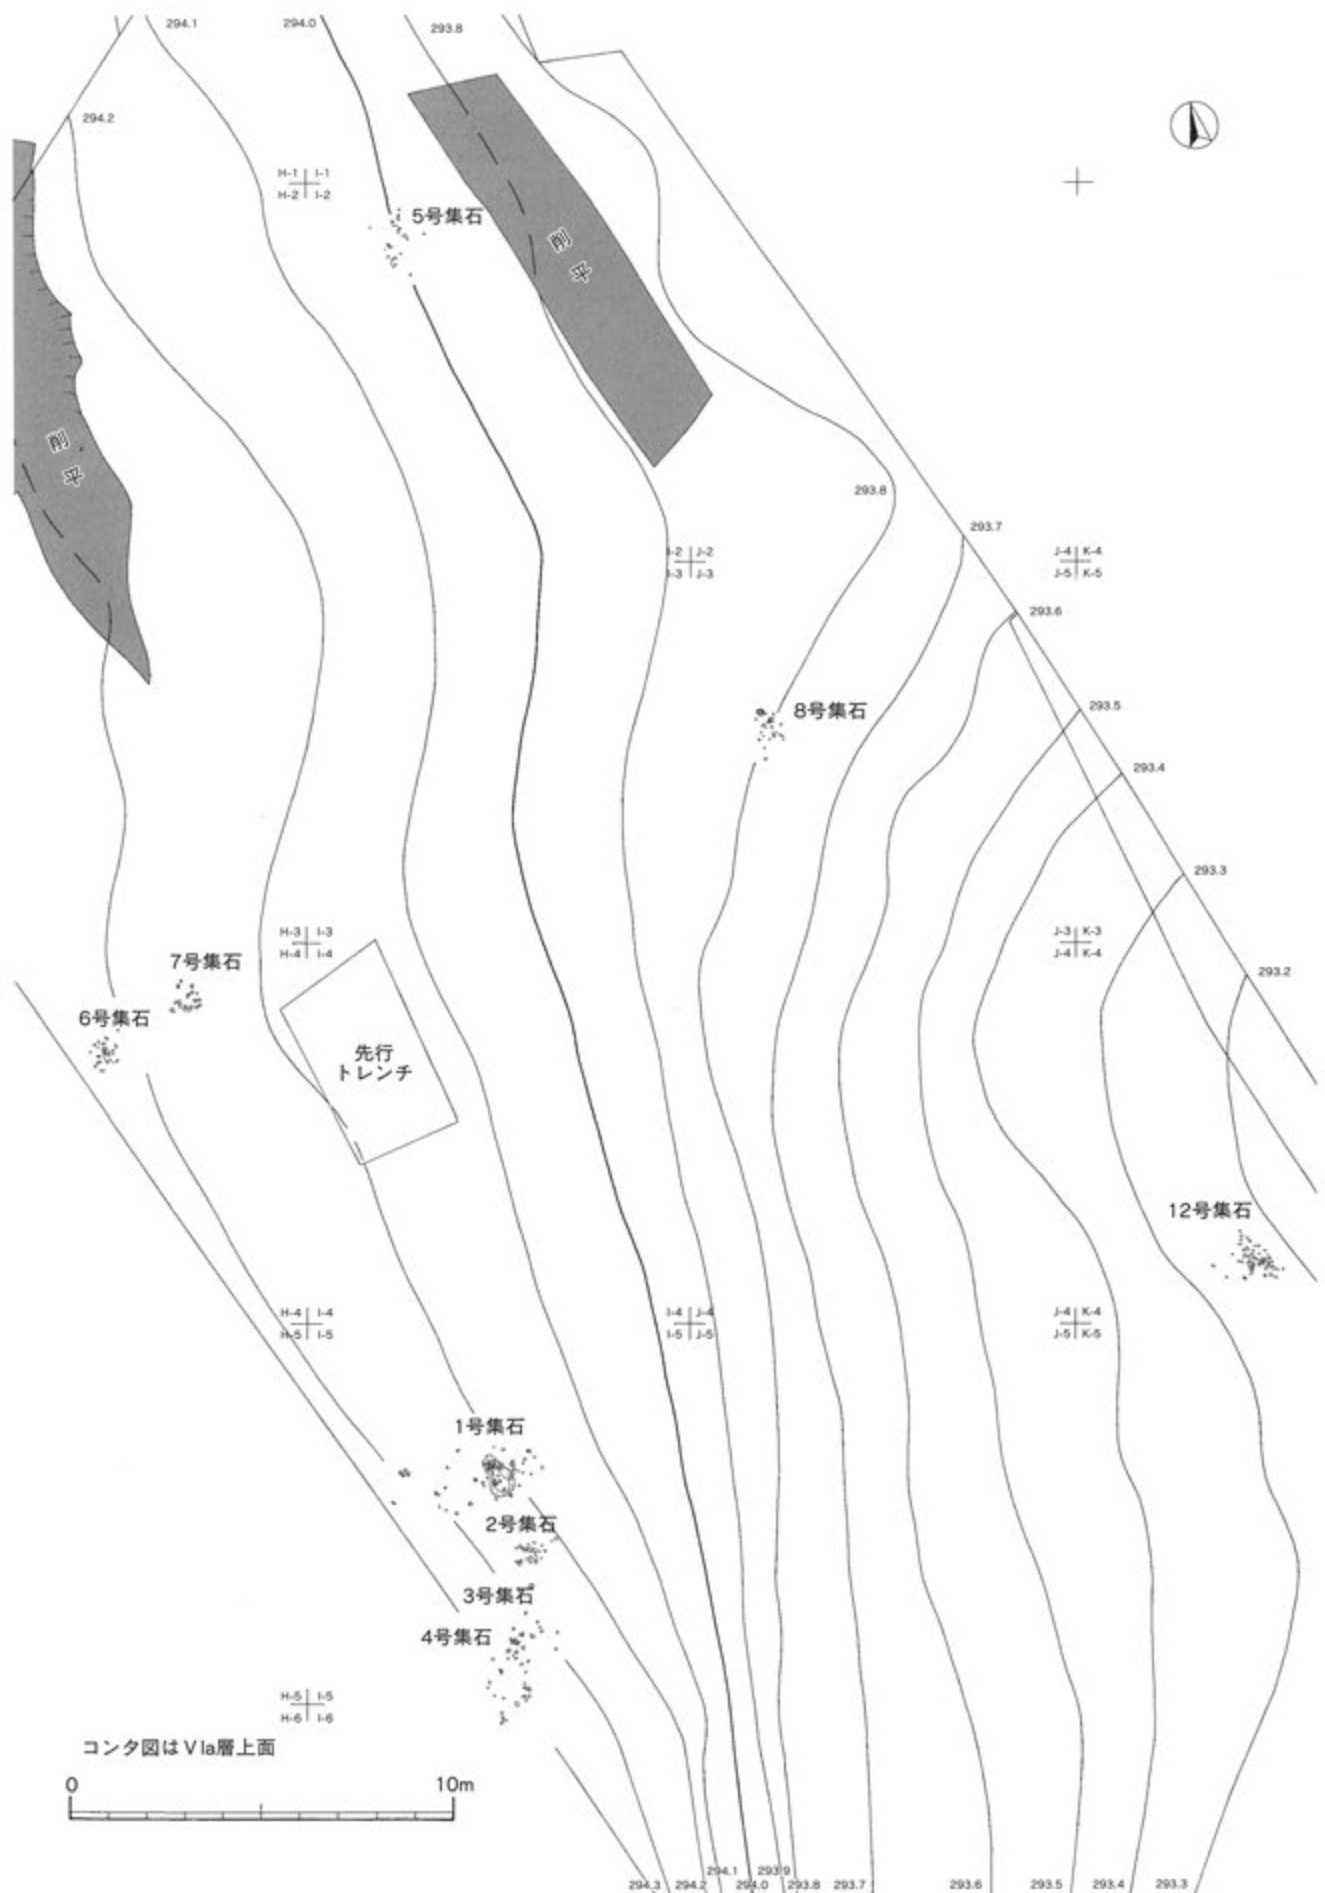 294.1
294.0
293.8
294.2
H-1 I-1
H-2 I-2
5号集石
削平
削平
293.8
293.7
I-2 J-2
I-3 J-3
J-4 K-4
J-5 K-5
293.6
8号集石
293.5
293.4
293.3
H-3 I-3
H-4 I-4
J-3 K-3
J-4 K-4
7号集石
293.2
6号集石
先行
トレンチ
12号集石
H-4 I-4
H-5 I-5
I-4 J-4
I-5 J-5
J-4 K-4
J-5 K-5
1号集石
2号集石
3号集石
4号集石
H-5 I-5
H-6 I-6
コンタ図はⅥa層上面
0 10m
294.1 293.9
294.3 294.2 294.0 293.8 293.7 293.6 293.5 293.4 293.3